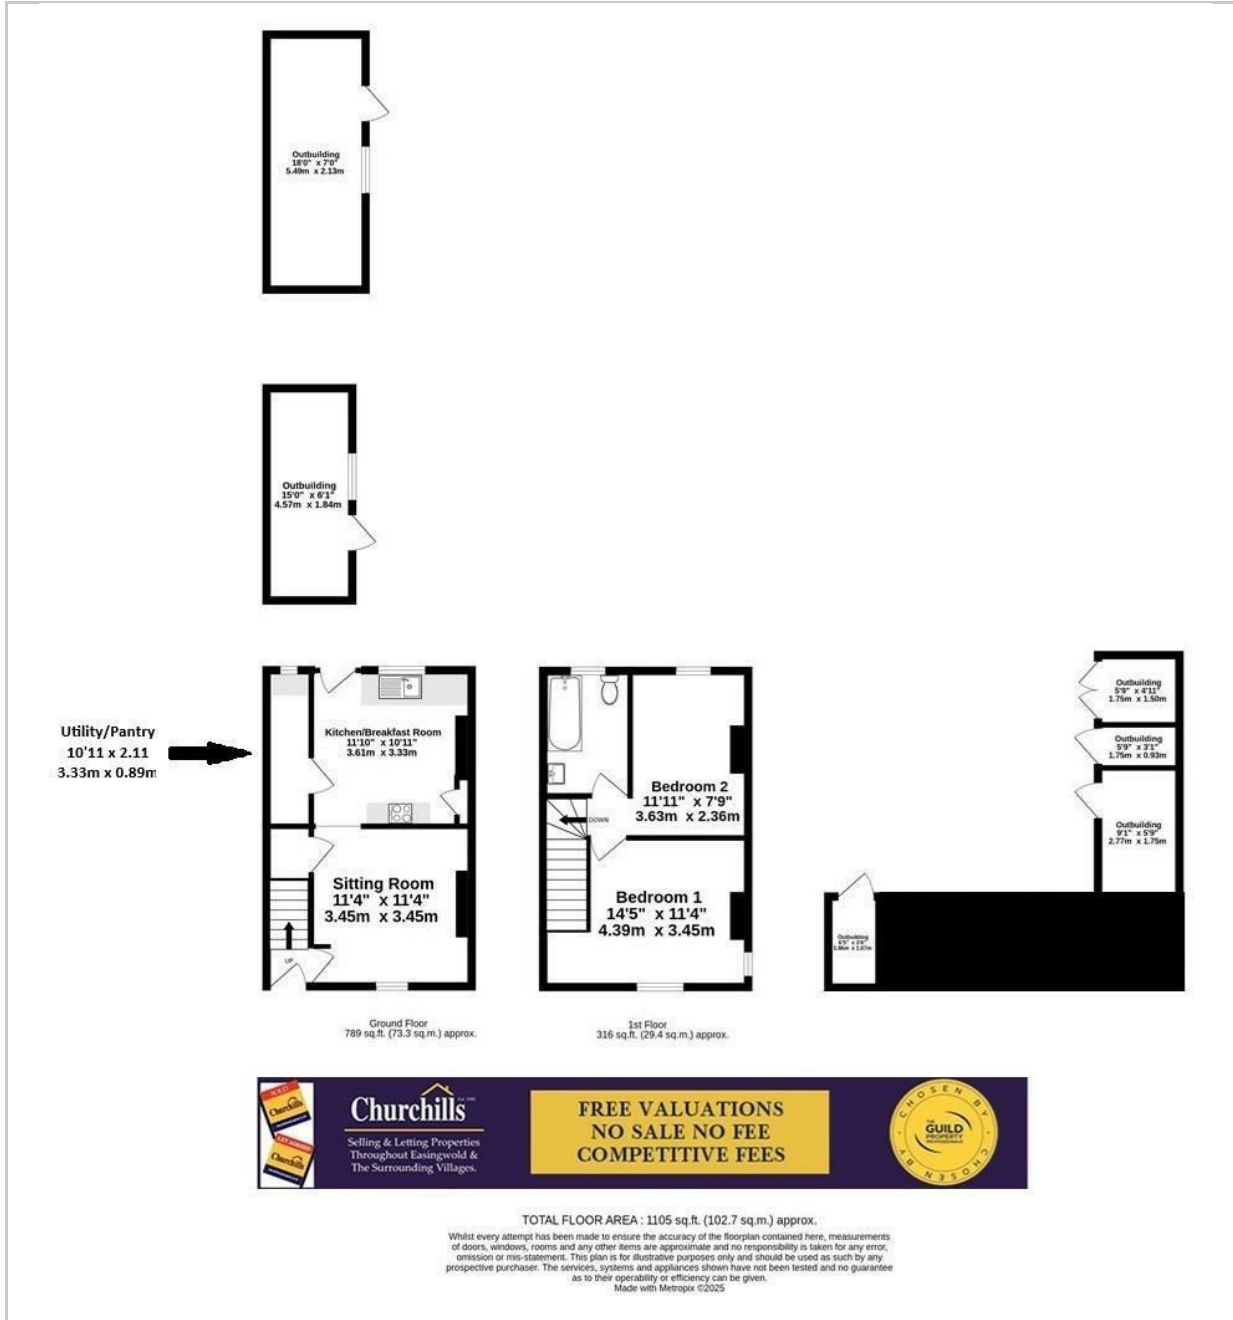 Outbuilding
18'0" x 7'0"
5.49m x 2.13m
Outbuilding
15'0" x 6'1"
4.57m x 1.84m
Utility/Pantry
10'11 x 2.11
3.33m x 0.89m
Kitchen/Breakfast Room
11'10" x 10'11"
3.61m x 3.33m
Sitting Room
11'4" x 11'4"
3.45m x 3.45m
UP
DOWN
Bedroom 2
11'11" x 7'9"
3.63m x 2.36m
Bedroom 1
14'5" x 11'4"
4.39m x 3.45m
Outbuilding
5'9" x 4'11"
1.75m x 1.50m
Outbuilding
5'9" x 3'1"
1.75m x 0.93m
Outbuilding
9'1" x 5'9"
2.77m x 1.75m
Outbuilding
Ground Floor
789 sq.ft. (73.3 sq.m.) approx.
1st Floor
316 sq.ft. (29.4 sq.m.) approx.
SOLD
Churchills
LET AGREED
Churchills
Churchills
Selling & Letting Properties
Throughout Easingwold &
The Surrounding Villages.
FREE VALUATIONS
NO SALE NO FEE
COMPETITIVE FEES
CHOSEN BY
THE
GUILD
PROPERTY
PROFESSIONALS
CHOSEN BY
TOTAL FLOOR AREA : 1105 sq.ft. (102.7 sq.m.) approx.
Whilst every attempt has been made to ensure the accuracy of the floorplan contained here, measurements
of doors, windows, rooms and any other items are approximate and no responsibility is taken for any error,
omission or mis-statement. This plan is for illustrative purposes only and should be used as such by any
prospective purchaser. The services, systems and appliances shown have not been tested and no guarantee
as to their operability or efficiency can be given.
Made with Metropix ©2025